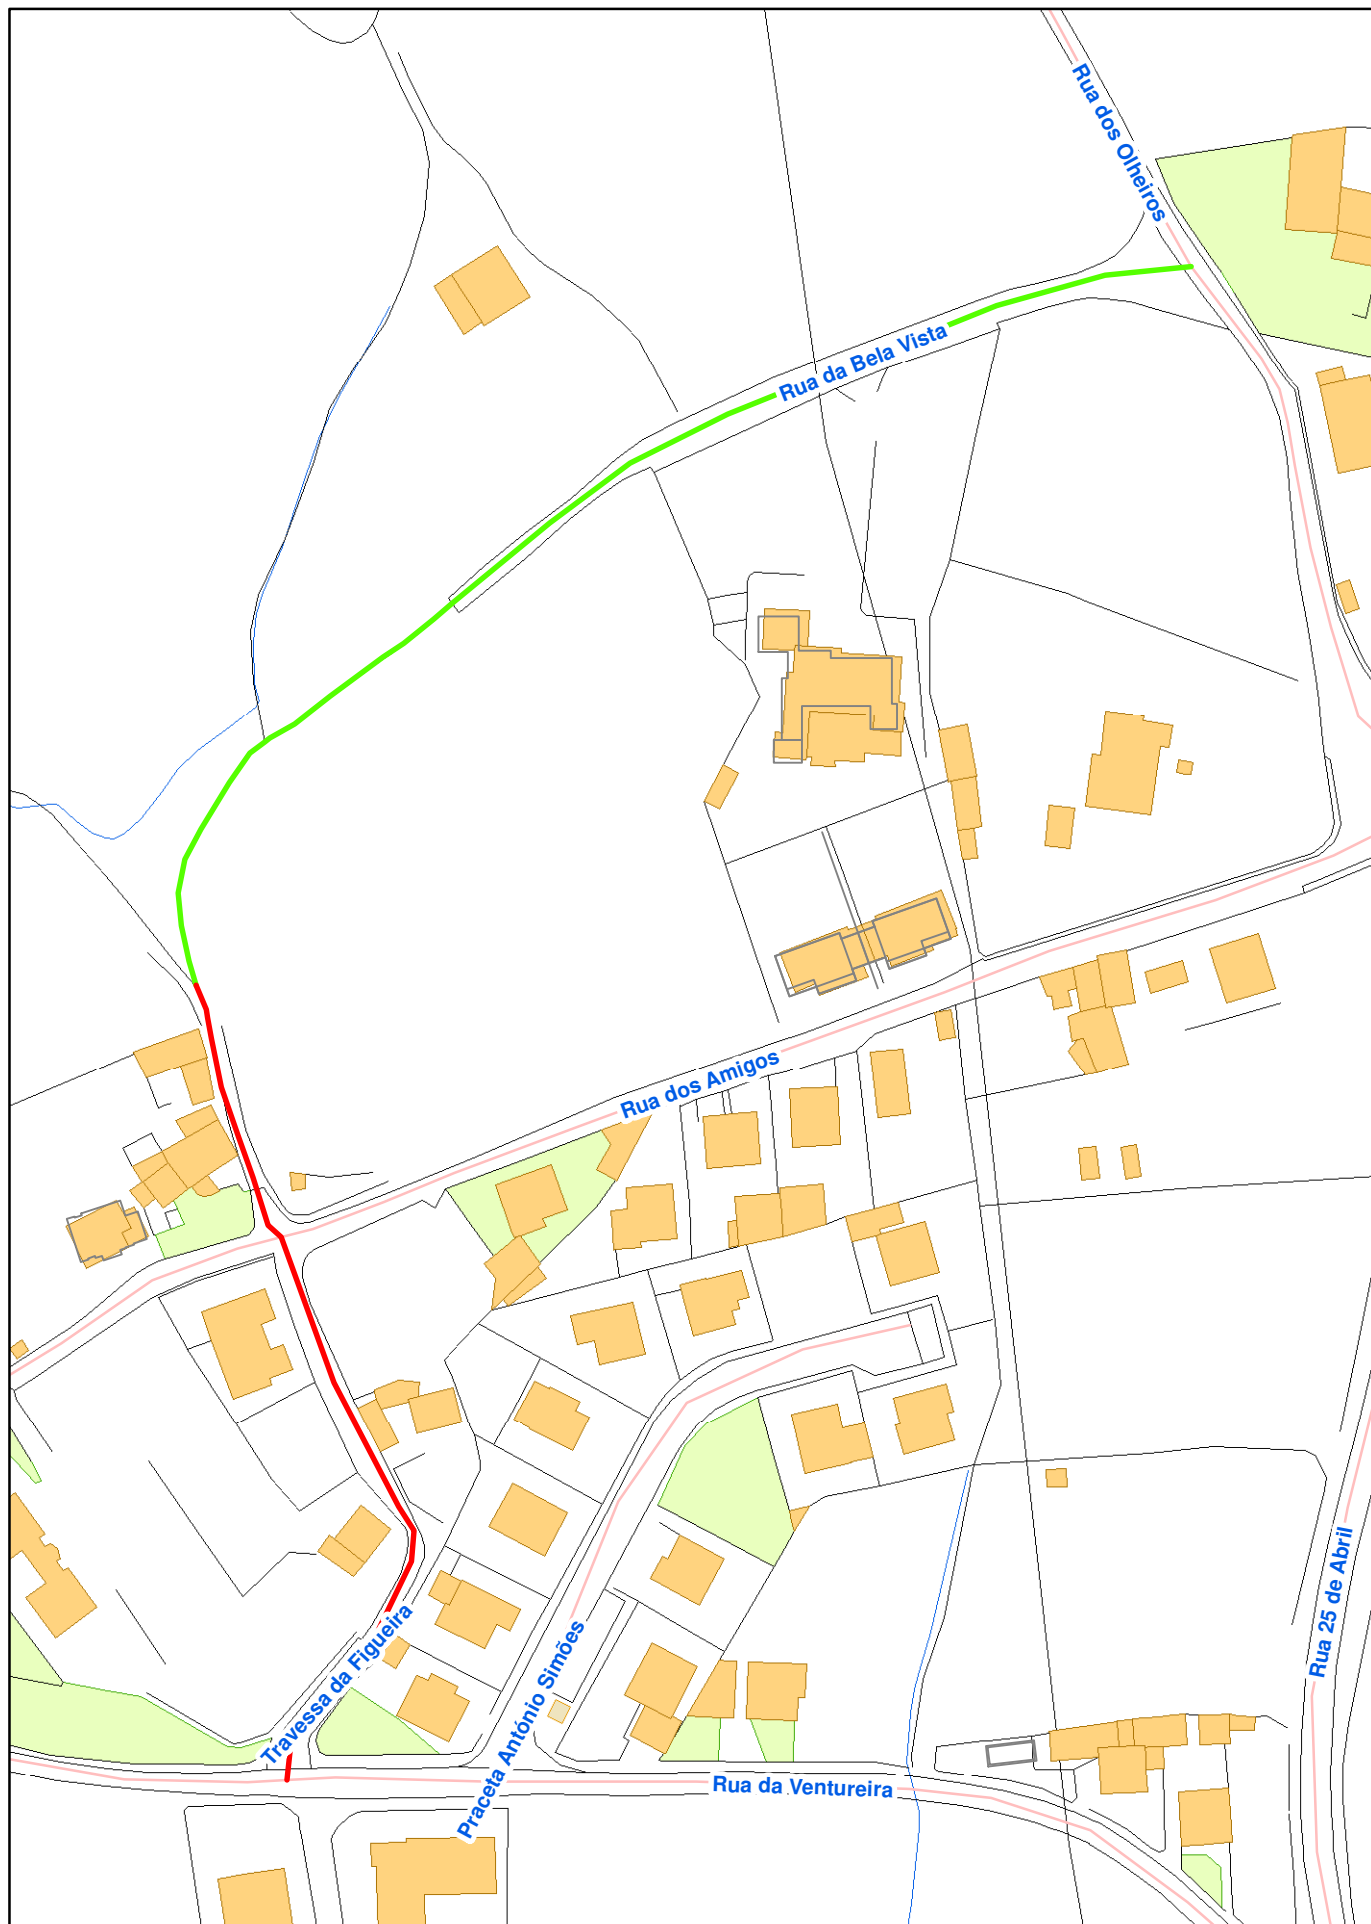 Rua dos Olheiros
Rua da Bela Vista
Rua dos Amigos
Rua 25 de Abril
Travessa da Figueira
Praceta António Simões
Rua da Ventureira